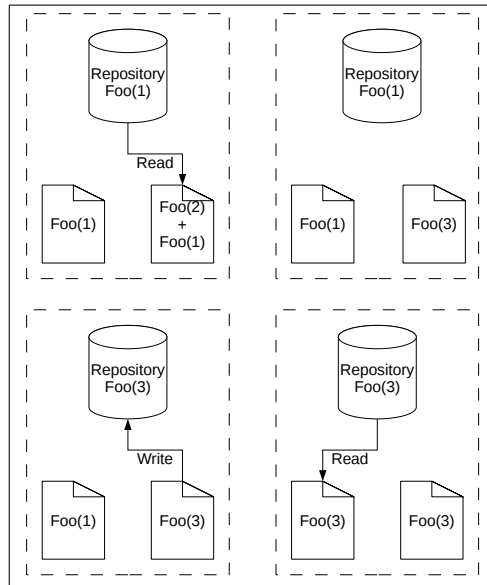 Repository
Foo(1)
Read
Foo(1)
Foo(2)
+
Foo(1)
Repository
Foo(1)
Foo(1)
Foo(3)
Repository
Foo(3)
Write
Foo(1)
Foo(3)
Repository
Foo(3)
Read
Foo(3)
Foo(3)